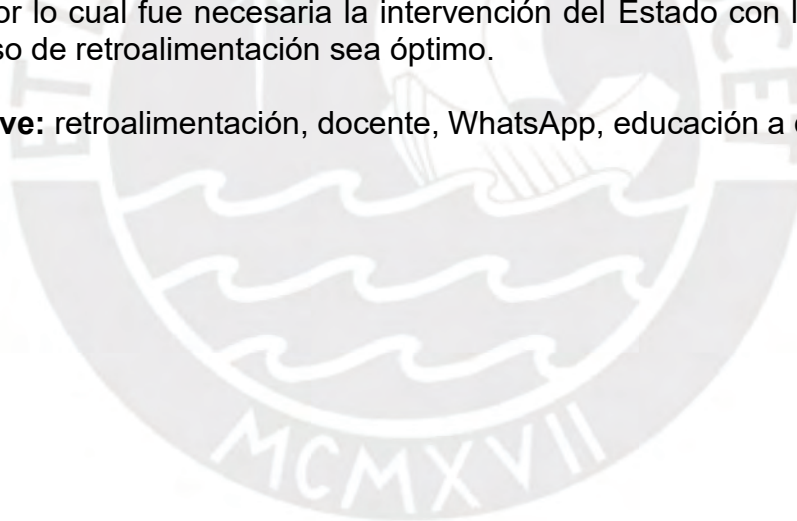 or lo cual fue necesaria la intervención del Estado con l
so de retroalimentación sea óptimo.
ve: retroalimentación, docente, WhatsApp, educación a
MCMXVII